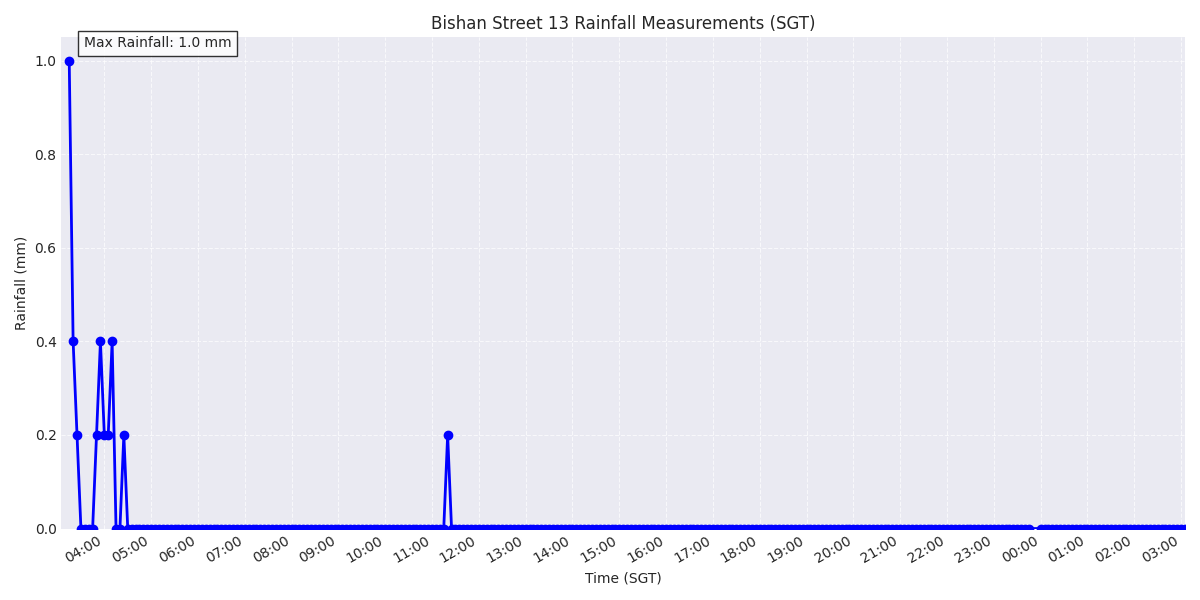 Bishan Street 13 Rainfall Measurements (SGT)
Max Rainfall: 1.0 mm
Rainfall (mm)
1.0
0.8
0.6
0.4
0.2
0.0
04:00 05:00 06:00 07:00 08:00 09:00 10:00 11:00 12:00 13:00 14:00 15:00 16:00 17:00 18:00 19:00 20:00 21:00 22:00 23:00 00:00 01:00 02:00 03:00
Time (SGT)